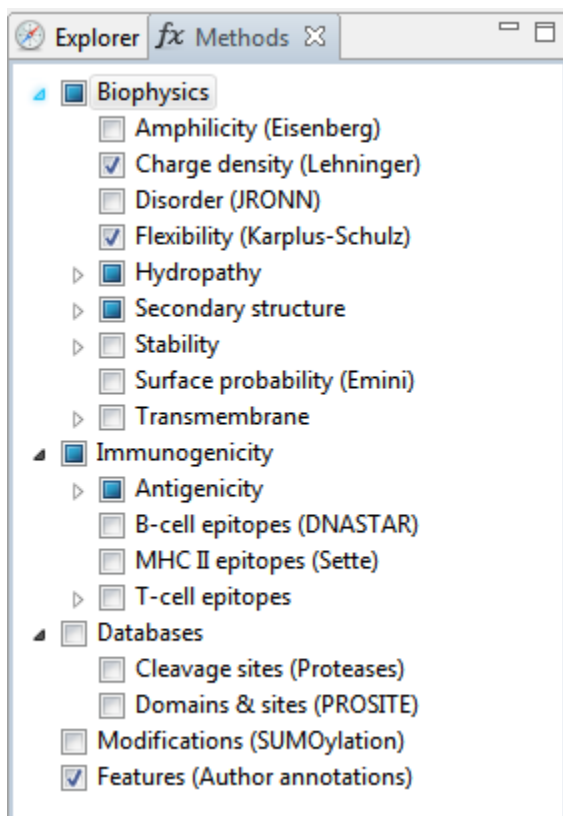 Explorer fx Methods
Biophysics
Amphilicity (Eisenberg)
Charge density (Lehninger)
Disorder (JRONN)
Flexibility (Karplus-Schulz)
Hydropathy
Secondary structure
Stability
Surface probability (Emini)
Transmembrane
Immunogenicity
Antigenicity
B-cell epitopes (DNASTAR)
MHC II epitopes (Sette)
T-cell epitopes
Databases
Cleavage sites (Proteases)
Domains & sites (PROSITE)
Modifications (SUMOylation)
Features (Author annotations)